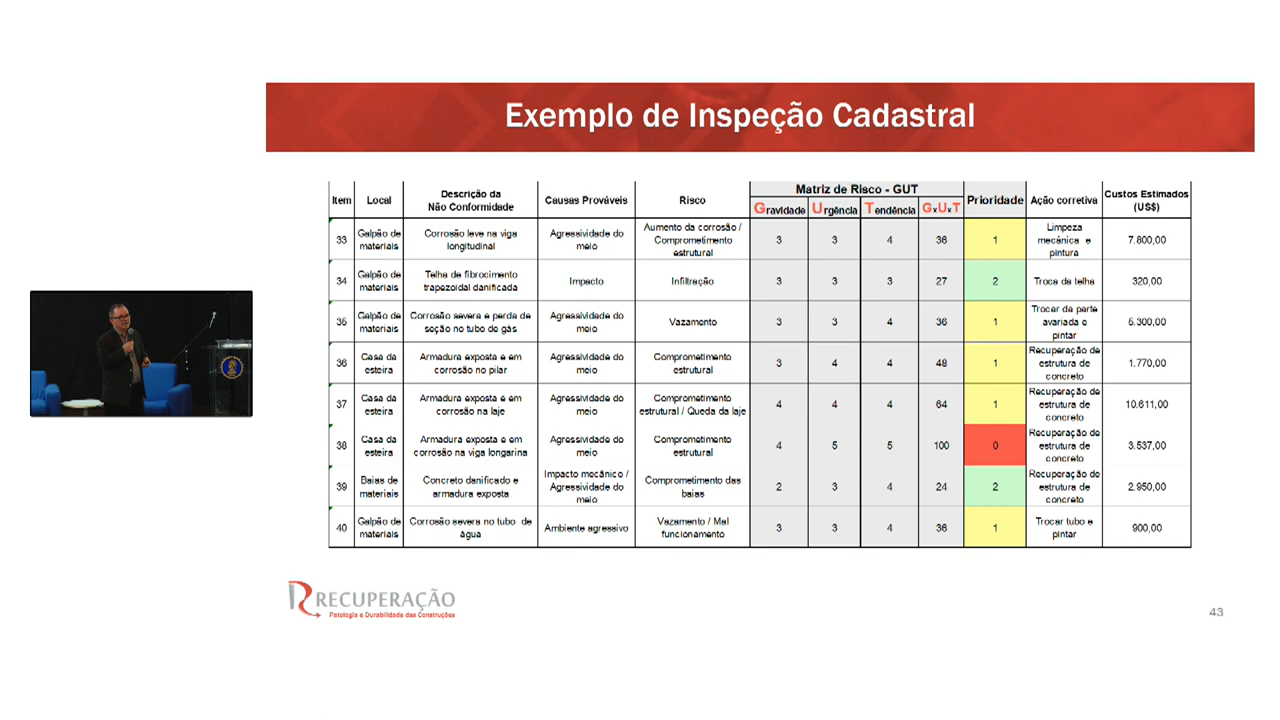 Exemplo de Inspeção Cadastral
Item Local Descrição da Não Conformidade Causas Prováveis Risco Matriz de Risco - GUT Gravidade Urgência Tendência GxUxT Prioridade Ação corretiva Custos Estimados (US$)
33 Galpão de materiais Corrosão leve na viga longitudinal Agressividade do meio Aumento da corrosão / Comprometimento estrutural 3 3 4 36 1 Limpeza mecânica e pintura 7.800,00
34 Galpão de materiais Telha de fibrocimento trapezoidal danificada Impacto Infiltração 3 3 3 27 2 Troca da telha 320,00
35 Galpão de materiais Corrosão severa e perda de seção no tubo de gás Agressividade do meio Vazamento 3 3 4 36 1 Trocar da parte avariada e pintar 5.300,00
36 Casa da esteira Armadura exposta e em corrosão no pilar Agressividade do meio Comprometimento estrutural 3 4 4 48 1 Recuperação de estrutura de concreto 1.770,00
37 Casa da esteira Armadura exposta e em corrosão na laje Agressividade do meio Comprometimento estrutural / Queda da laje 4 4 4 64 1 Recuperação de estrutura de concreto 10.611,00
38 Casa da esteira Armadura exposta e em corrosão na viga longarina Agressividade do meio Comprometimento estrutural 4 5 5 100 0 Recuperação de estrutura de concreto 3.537,00
39 Baias de materiais Concreto danificado e armadura exposta Impacto mecânico / Agressividade do meio Comprometimento das baias 2 3 4 24 2 Recuperação de estrutura de concreto 2.950,00
40 Galpão de materiais Corrosão severa no tubo de água Ambiente agressivo Vazamento / Mal funcionamento 3 3 4 36 1 Trocar tubo e pintar 900,00
RECUPERAÇÃO
Patologia e Durabilidade das Construções
43